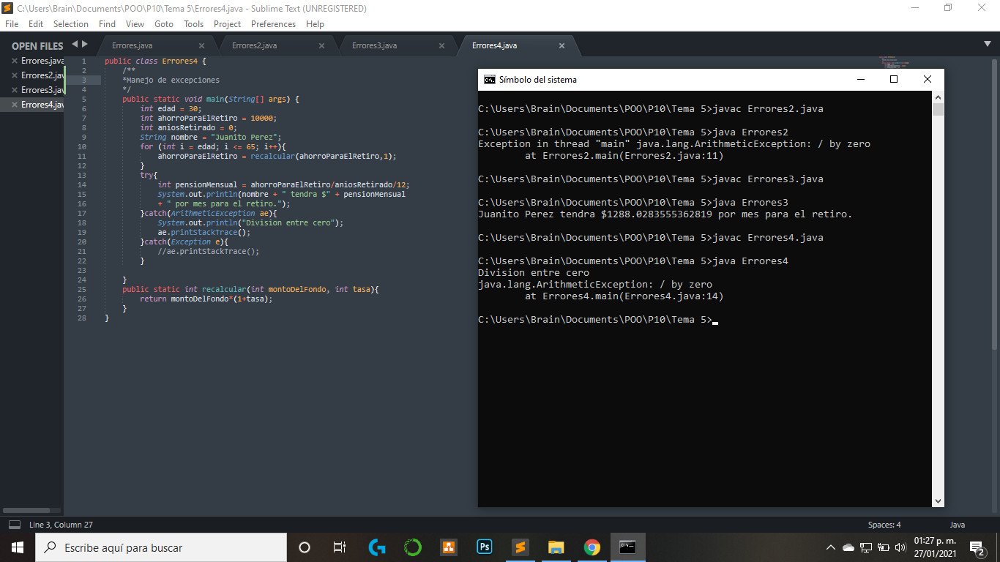 C:\Users\Brain\Documents\POO\P10\Tema 5\Errores4.java - Sublime Text (UNREGISTERED)
File Edit Selection Find View Goto Tools Project Preferences Help
OPEN FILES
Errores.java
Errores2.jav
Errores3.jav
Errores4.jav
Errores.java Errores2.java Errores3.java Errores4.java
1 public class Errores4 {
2 /**
3 *Manejo de excepciones
4 */
5 public static void main(String[] args) {
6 int edad = 30;
7 int ahorroParaElRetiro = 10000;
8 int aniosRetirado = 0;
9 String nombre = "Juanito Perez";
10 for (int i = edad; i <= 65; i++){
11 ahorroParaElRetiro = recalcular(ahorroParaElRetiro,1);
12 }
13 try{
14 int pensionMensual = ahorroParaElRetiro/aniosRetirado/12;
15 System.out.println(nombre + " tendra $" + pensionMensual
16 + " por mes para el retiro.");
17 }catch(ArithmeticException ae){
18 System.out.println("Division entre cero");
19 ae.printStackTrace();
20 }catch(Exception e){
21 //ae.printStackTrace();
22 }
23
24 }
25 public static int recalcular(int montoDelFondo, int tasa){
26 return montoDelFondo*(1+tasa);
27 }
28 }
Símbolo del sistema
C:\Users\Brain\Documents\POO\P10\Tema 5>javac Errores2.java
C:\Users\Brain\Documents\POO\P10\Tema 5>java Errores2
Exception in thread "main" java.lang.ArithmeticException: / by zero
at Errores2.main(Errores2.java:11)
C:\Users\Brain\Documents\POO\P10\Tema 5>javac Errores3.java
C:\Users\Brain\Documents\POO\P10\Tema 5>java Errores3
Juanito Perez tendra $1288.0283555362819 por mes para el retiro.
C:\Users\Brain\Documents\POO\P10\Tema 5>javac Errores4.java
C:\Users\Brain\Documents\POO\P10\Tema 5>java Errores4
Division entre cero
java.lang.ArithmeticException: / by zero
at Errores4.main(Errores4.java:14)
C:\Users\Brain\Documents\POO\P10\Tema 5>
Line 3, Column 27 Spaces: 4 Java
Escribe aquí para buscar
Ps
01:27 p. m.
27/01/2021
2